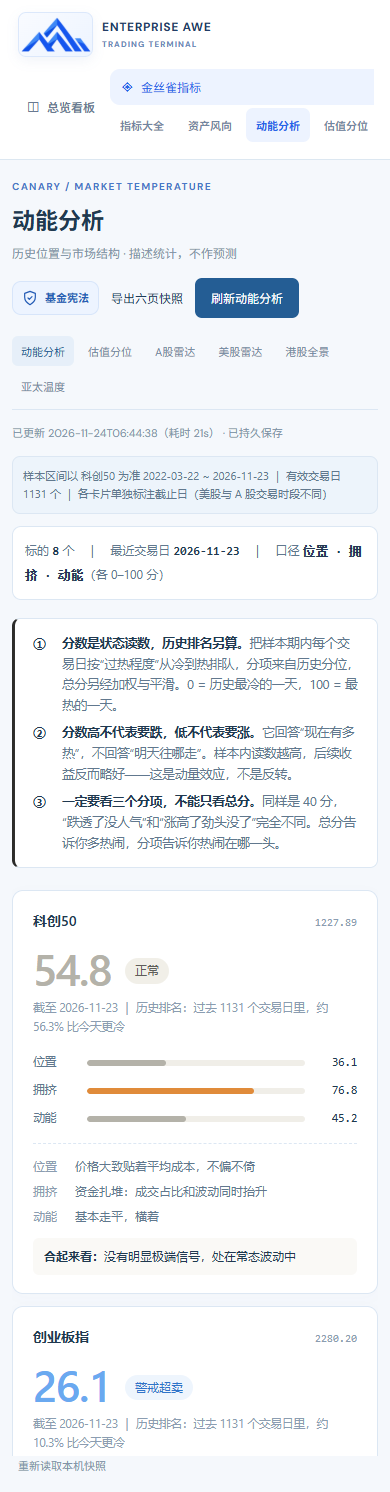 ENTERPRISE AWE
TRADING TERMINAL
总览看板
金丝雀指标
指标大全 资产风向 动能分析 估值分位
CANARY / MARKET TEMPERATURE
动能分析
历史位置与市场结构 · 描述统计，不作预测
基金宪法 导出六页快照 刷新动能分析
动能分析 估值分位 A股雷达 美股雷达 港股全景
亚太温度
已更新 2026-11-24T06:44:38（耗时 21s） · 已持久保存
样本区间以 科创50 为准 2022-03-22 ~ 2026-11-23 ｜ 有效交易日
1131 个 ｜ 各卡片单独标注截止日（美股与 A 股交易时段不同）
标的 8 个 ｜ 最近交易日 2026-11-23 ｜ 口径 位置 · 拥
挤 · 动能（各 0–100 分）
① 分数是状态读数，历史排名另算。把样本期内每个交
易日按“过热程度”从冷到热排队，分项来自历史分位，
总分另经加权与平滑。0 = 历史最冷的一天，100 = 最
热的一天。
② 分数高不代表要跌，低不代表要涨。它回答“现在有多
热”，不回答“明天往哪走”。样本内读数越高，后续收
益反而略好——这是动量效应，不是反转。
③ 一定要看三个分项，不能只看总分。同样是 40 分，
“跌透了没人气”和“涨高了劲头没了”完全不同。总分告
诉你多热闹，分项告诉你热闹在哪一头。
科创50 1227.89
54.8 正常
截至 2026-11-23 ｜ 历史排名：过去 1131 个交易日里，约
56.3% 比今天更冷
位置 36.1
拥挤 76.8
动能 45.2
位置 价格大致贴着平均成本，不偏不倚
拥挤 资金扎堆：成交占比和波动同时抬升
动能 基本走平，横着
合起来看：没有明显极端信号，处在常态波动中
创业板指 2280.20
26.1 警戒超卖
截至 2026-11-23 ｜ 历史排名：过去 1131 个交易日里，约
10.3% 比今天更冷
重新读取本机快照